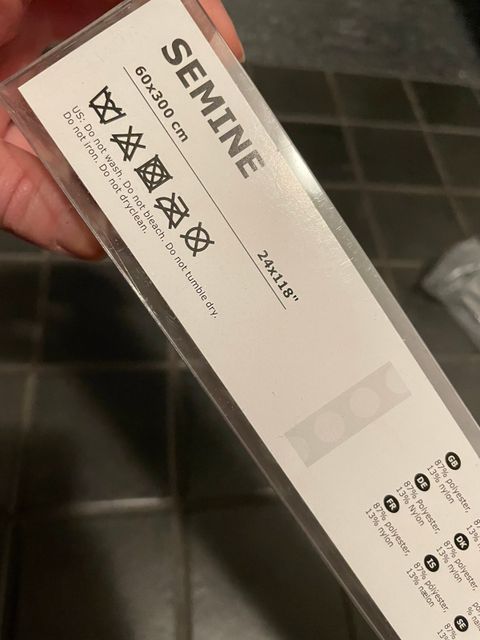 SEMINE
60x300 cm
24x118"
US: Do not wash. Do not bleach. Do not tumble dry.
Do not iron. Do not dryclean.
GB
87% polyester,
13% nylon
DE
87% Polyester,
13% Nylon
FR
87% polyester,
13% nylon
DK
87% polyester,
13% nylon
IS
87% pólýester,
13% nælon
SE
87%